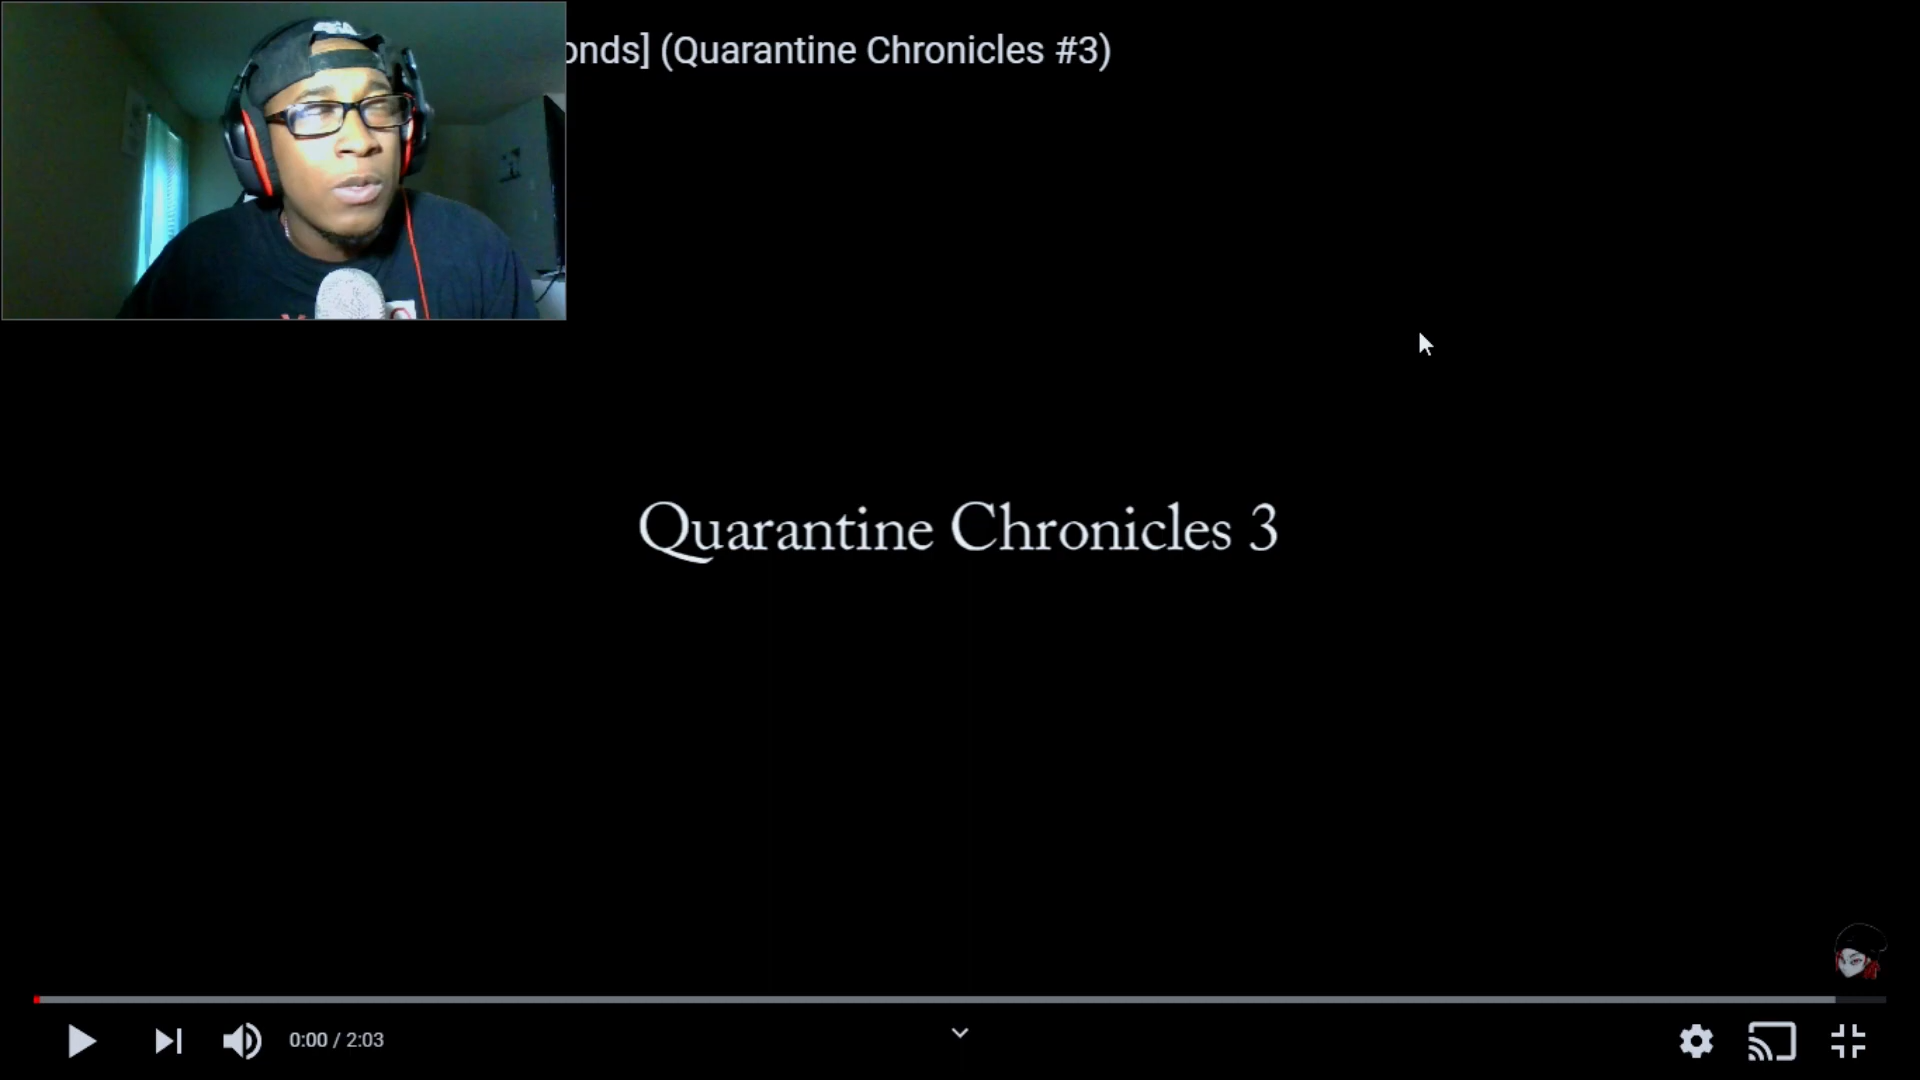 onds] (Quarantine Chronicles #3)
Quarantine Chronicles 3
0:00 / 2:03